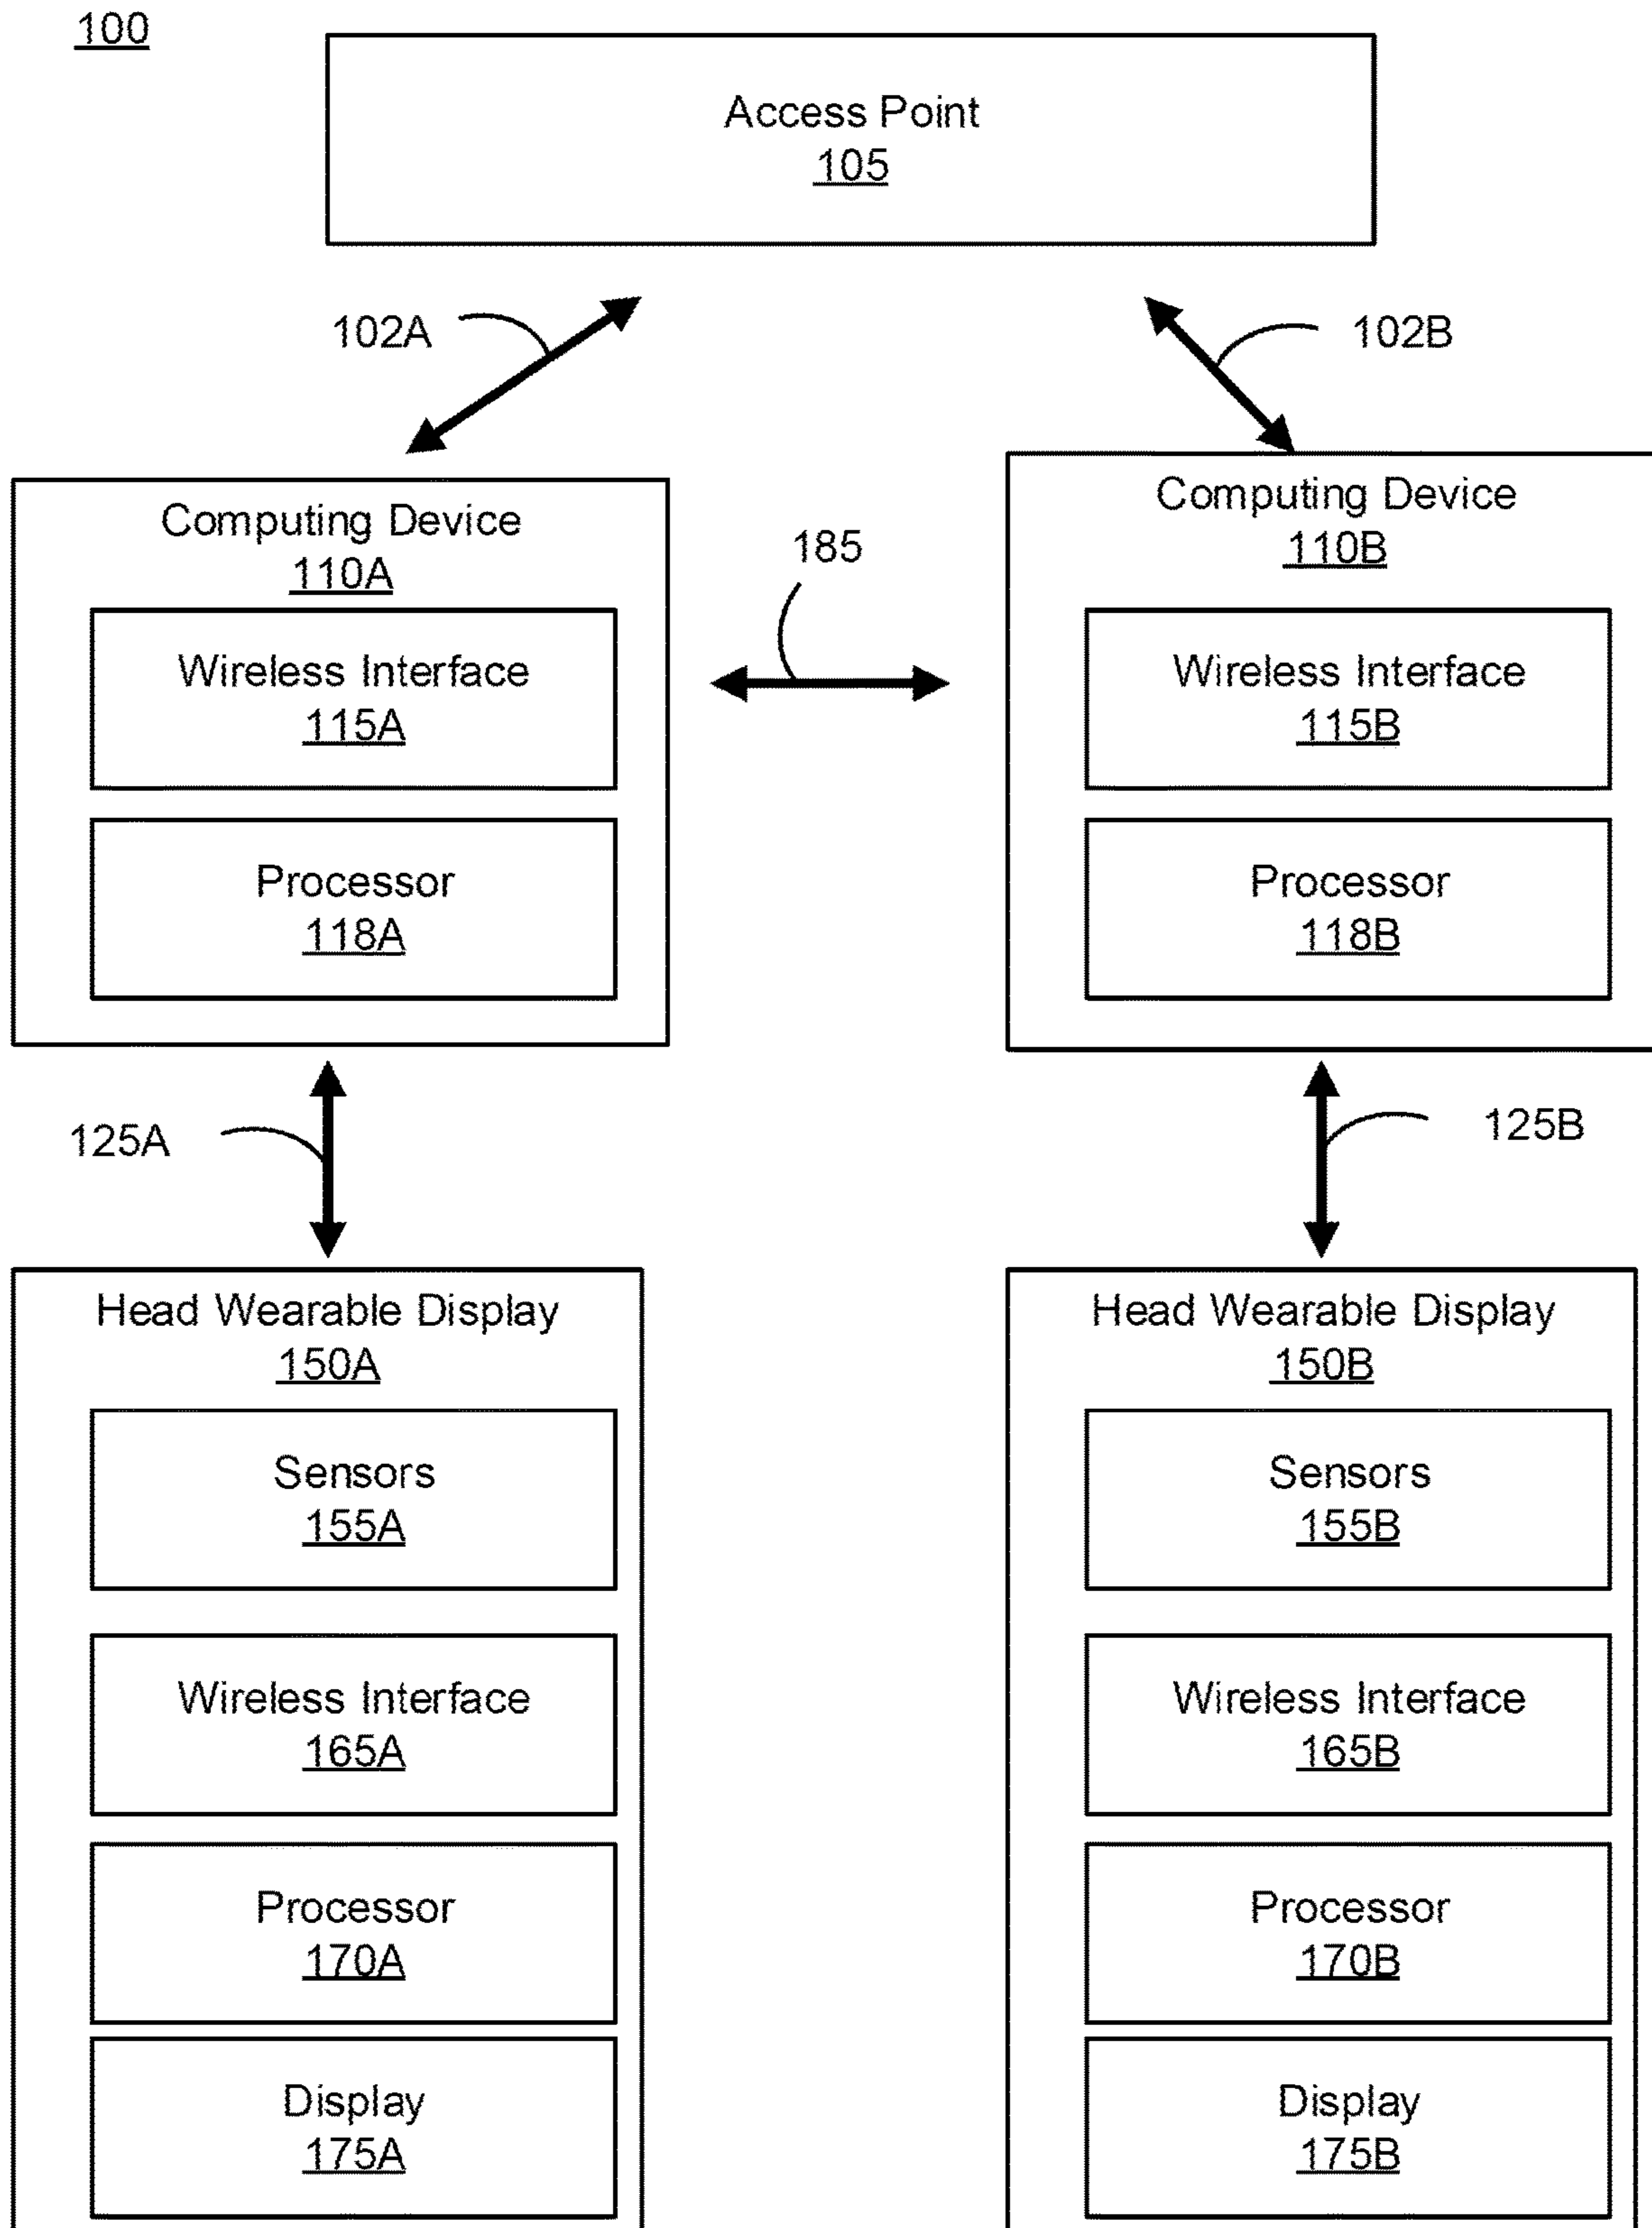 100
Access Point
105
102A
102B
Computing Device
110A
Wireless Interface
115A
Processor
118A
185
Computing Device
110B
Wireless Interface
115B
Processor
118B
125A
125B
Head Wearable Display
150A
Sensors
155A
Wireless Interface
165A
Processor
170A
Display
175A
Head Wearable Display
150B
Sensors
155B
Wireless Interface
165B
Processor
170B
Display
175B